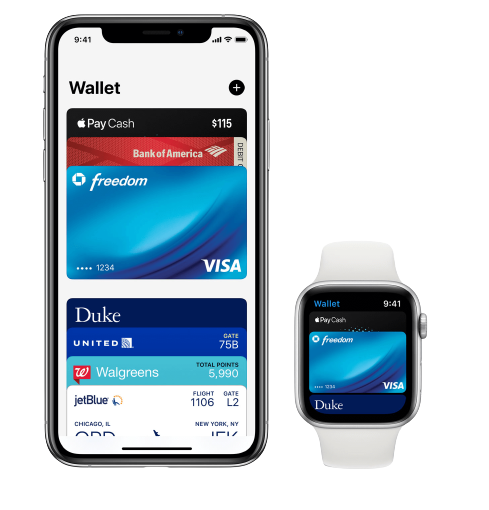 9:41
Wallet
Pay Cash $115
Bank of America
DEBIT
freedom
•••• 1234 VISA
Duke
UNITED GATE
75B
Walgreens TOTAL POINTS
5,990
jetBlue FLIGHT GATE
1106 L2
CHICAGO, IL NEW YORK, NY
ORD JFK
Wallet 9:41
Pay Cash
freedom
•••• 1234 VISA
Duke